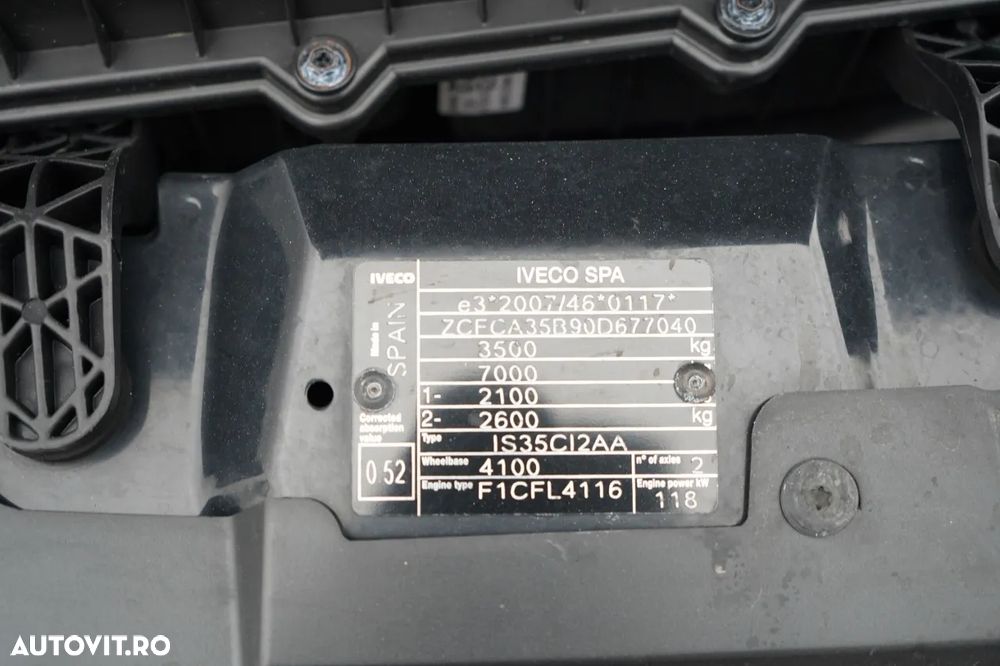 IVECO
IVECO SPA
Made in
SPAIN
e3*2007/46*0117*
ZCFCA35B90D677040
3500 kg
7000
1- 2100
2- 2600 kg
Corrected
absorption
value
0.52
Type IS35CI2AA
Wheelbase 4100 n° of axles 2
Engine type F1CFL4116 Engine power kW
118
AUTOVIT.RO